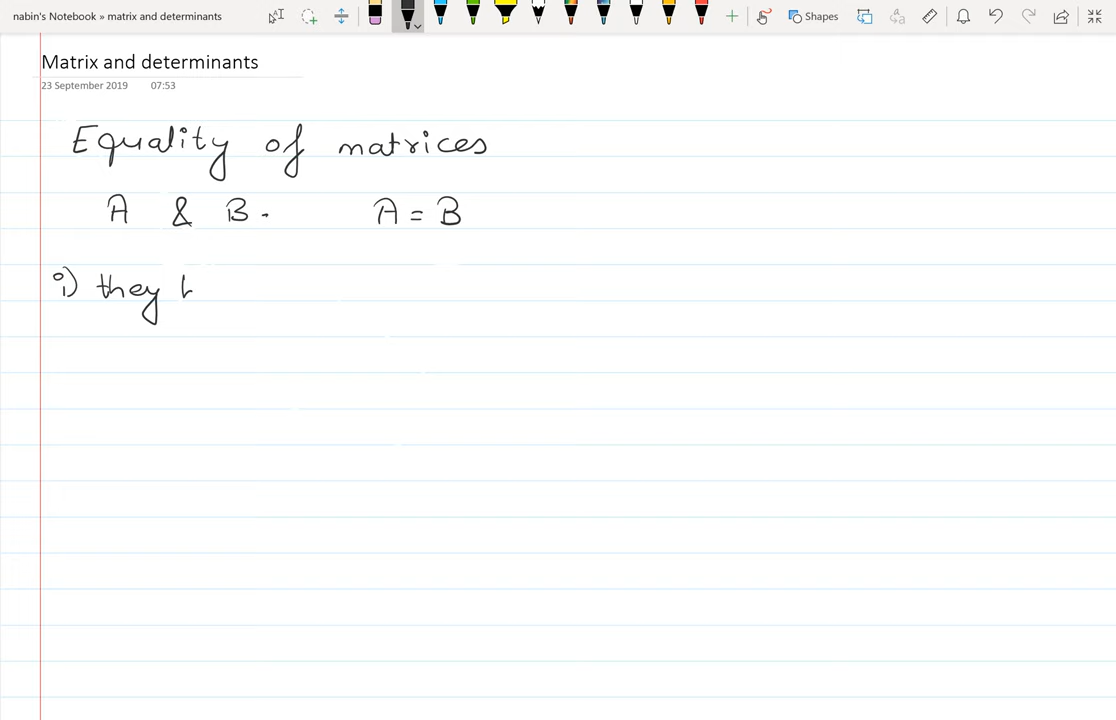 nabin's Notebook » matrix and determinants
Shapes
Matrix and determinants
23 September 2019 07:53
Equality of matrices
A & B. A = B
i) they